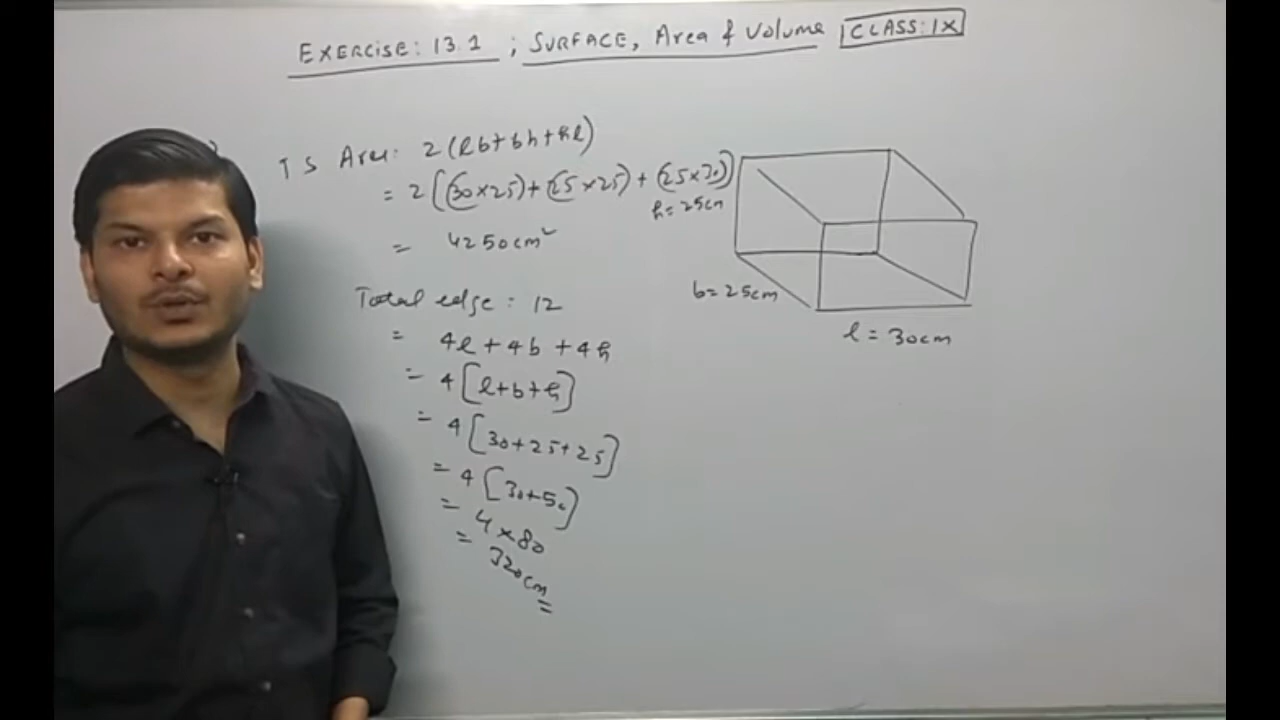 EXERCISE: 13.1 ; SURFACE, Area & Volume CLASS: IX
T S Area: 2(lb+bh+hl)
= 2((30×25)+(25×25)+(25×30))
= 4250cm²
Total edge: 12
= 4l+4b+4h
= 4[l+b+h]
= 4[30+25+25]
= 4[30+50]
= 4×80
= 320cm
h=25cm
b=25cm
l=30cm